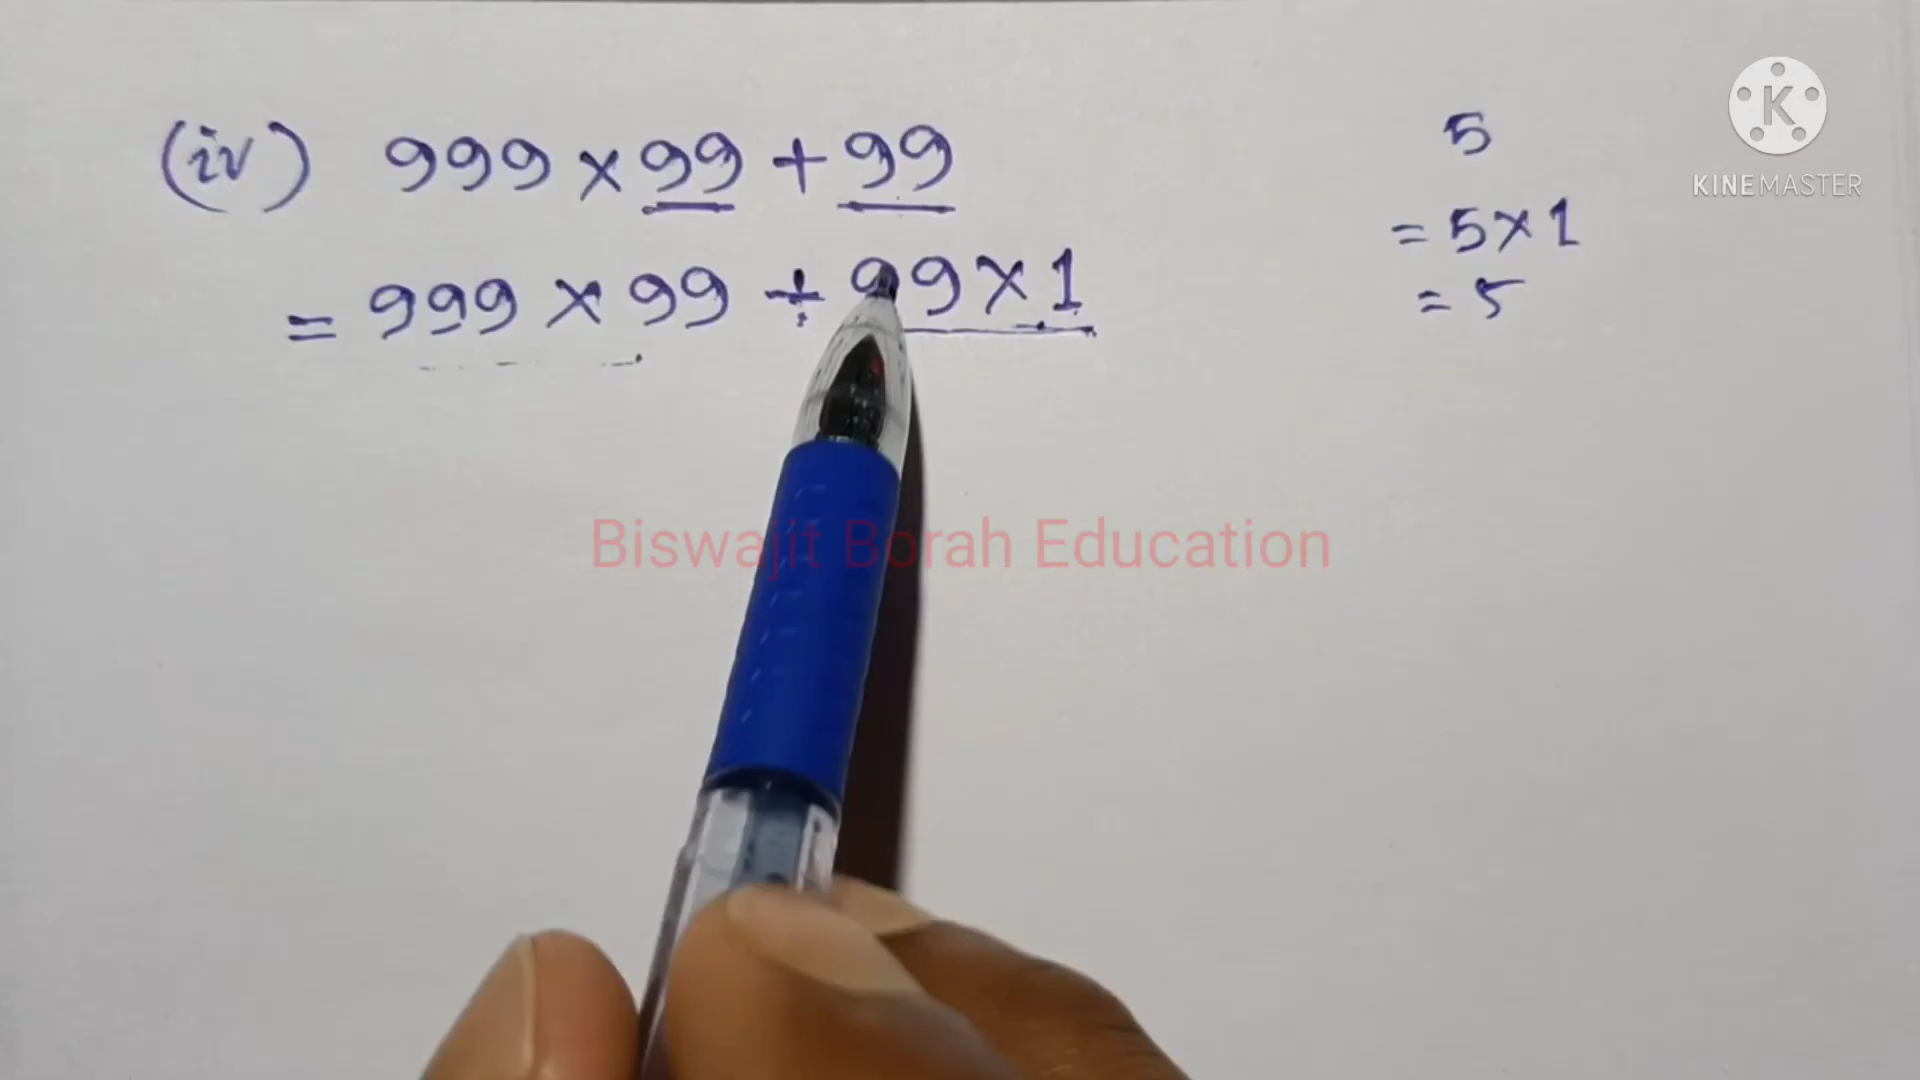 (iv) 999 × 99 + 99
= 999 × 99 + 99 × 1
5
= 5 × 1
= 5
KINEMASTER
Biswajit Borah Education